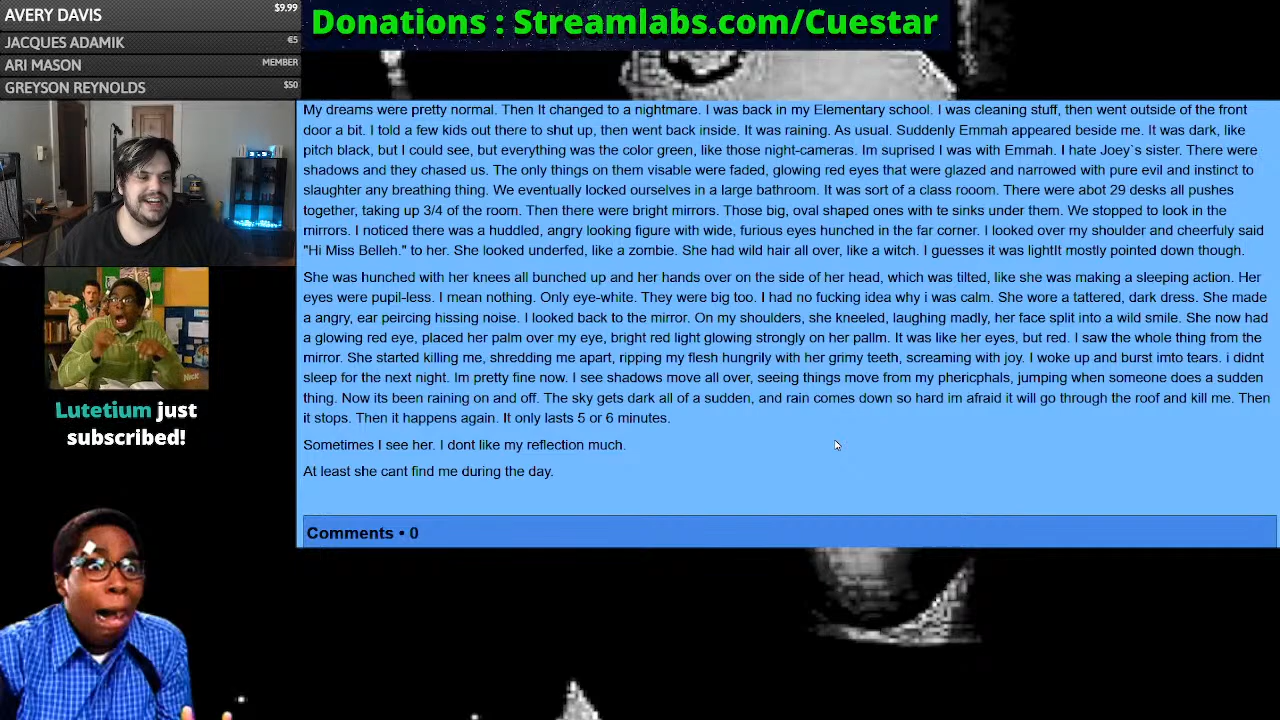 AVERY DAVIS $9.99
JACQUES ADAMIK €5
ARI MASON MEMBER
GREYSON REYNOLDS $50
Donations : Streamlabs.com/Cuestar
My dreams were pretty normal. Then It changed to a nightmare. I was back in my Elementary school. I was cleaning stuff, then went outside of the front
door a bit. I told a few kids out there to shut up, then went back inside. It was raining. As usual. Suddenly Emmah appeared beside me. It was dark, like
pitch black, but I could see, but everything was the color green, like those night-cameras. Im suprised I was with Emmah. I hate Joey`s sister. There were
shadows and they chased us. The only things on them visable were faded, glowing red eyes that were glazed and narrowed with pure evil and instinct to
slaughter any breathing thing. We eventually locked ourselves in a large bathroom. It was sort of a class rooom. There were abot 29 desks all pushes
together, taking up 3/4 of the room. Then there were bright mirrors. Those big, oval shaped ones with te sinks under them. We stopped to look in the
mirrors. I noticed there was a huddled, angry looking figure with wide, furious eyes hunched in the far corner. I looked over my shoulder and cheerfuly said
"Hi Miss Belleh." to her. She looked underfed, like a zombie. She had wild hair all over, like a witch. I guesses it was lightIt mostly pointed down though.
She was hunched with her knees all bunched up and her hands over on the side of her head, which was tilted, like she was making a sleeping action. Her
eyes were pupil-less. I mean nothing. Only eye-white. They were big too. I had no fucking idea why i was calm. She wore a tattered, dark dress. She made
a angry, ear peircing hissing noise. I looked back to the mirror. On my shoulders, she kneeled, laughing madly, her face split into a wild smile. She now had
a glowing red eye, placed her palm over my eye, bright red light glowing strongly on her pallm. It was like her eyes, but red. I saw the whole thing from the
mirror. She started killing me, shredding me apart, ripping my flesh hungrily with her grimy teeth, screaming with joy. I woke up and burst imto tears. i didnt
sleep for the next night. Im pretty fine now. I see shadows move all over, seeing things move from my phericphals, jumping when someone does a sudden
thing. Now its been raining on and off. The sky gets dark all of a sudden, and rain comes down so hard im afraid it will go through the roof and kill me. Then
it stops. Then it happens again. It only lasts 5 or 6 minutes.
Sometimes I see her. I dont like my reflection much.
At least she cant find me during the day.
Comments • 0
Nick
Lutetium just
subscribed!